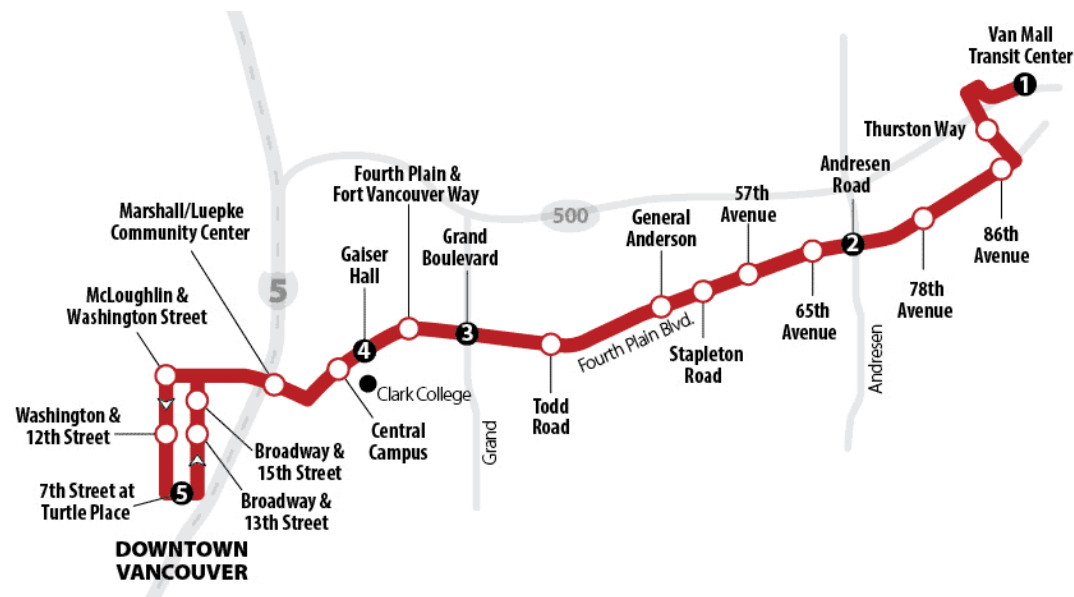 Van Mall
Transit Center
1
Thurston Way
Andresen
Road
2
86th
Avenue
78th
Avenue
57th
Avenue
65th
Avenue
General
Anderson
Stapleton
Road
Fourth Plain Blvd.
Andresen
500
Fourth Plain &
Fort Vancouver Way
Grand
Boulevard
3
Todd
Road
Grand
Gaiser
Hall
4
Clark College
Central
Campus
Marshall/Luepke
Community Center
5
McLoughlin &
Washington Street
Washington &
12th Street
Broadway &
15th Street
Broadway &
13th Street
7th Street at
Turtle Place
5
DOWNTOWN
VANCOUVER